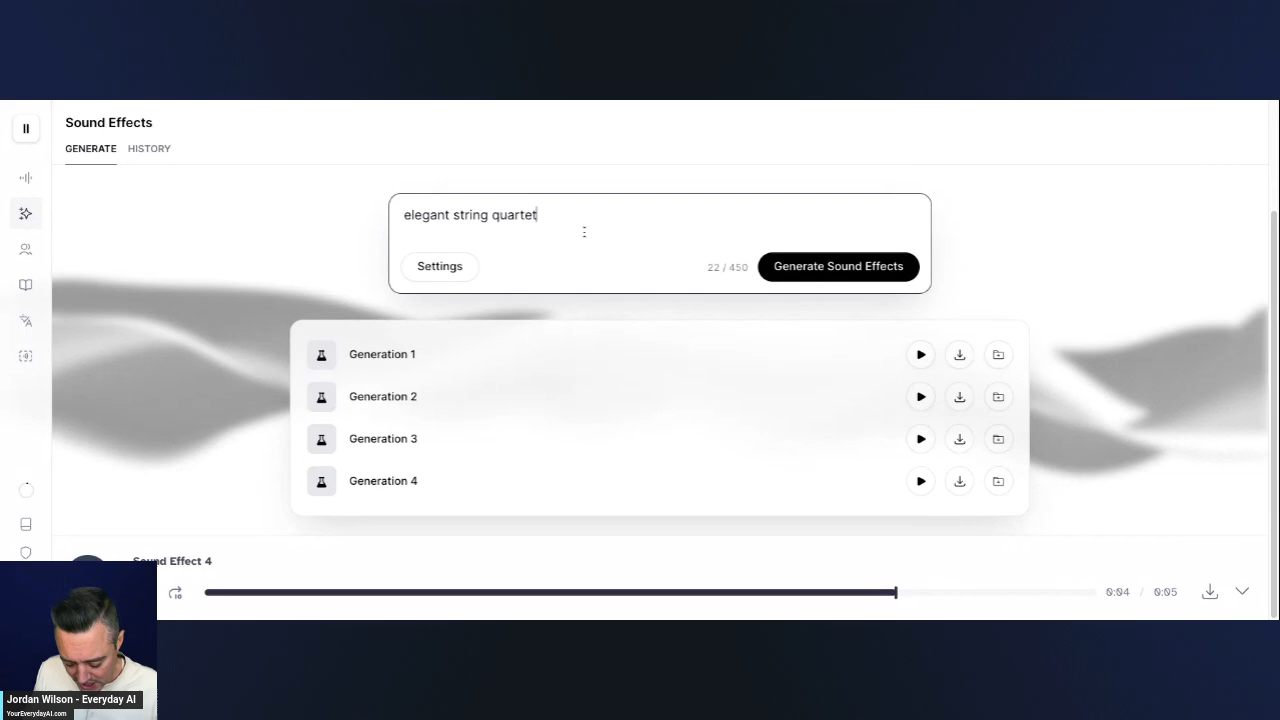 Sound Effects
GENERATE HISTORY
elegant string quartet
Settings
22 / 450
Generate Sound Effects
Generation 1
Generation 2
Generation 3
Generation 4
Sound Effect 4
0:04 / 0:05
Jordan Wilson - Everyday AI
YourEverydayAI.com